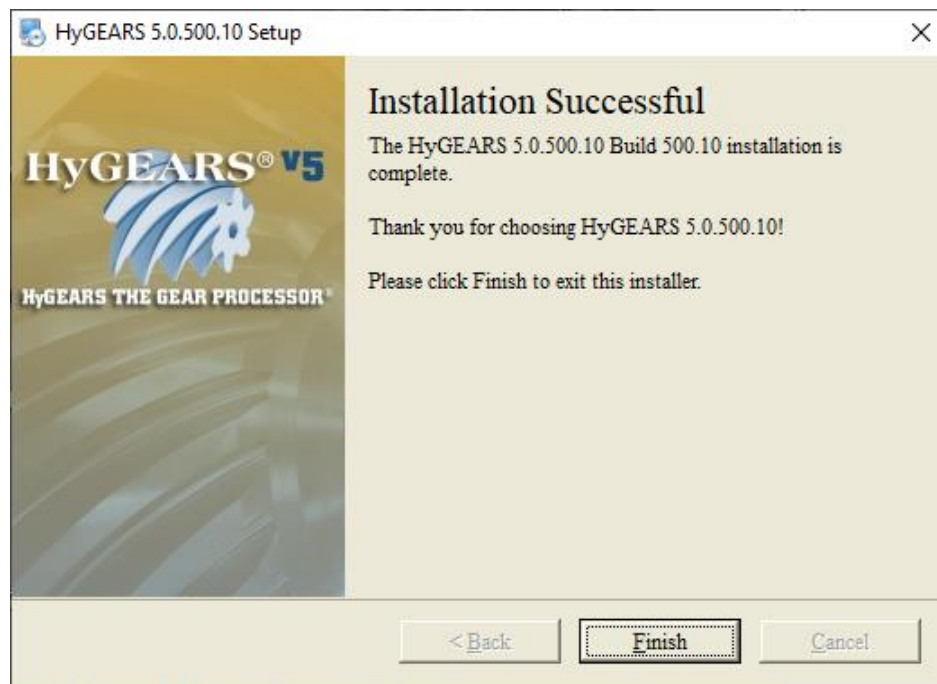 HyGEARS 5.0.500.10 Setup
HyGEARS® V5
HyGEARS THE GEAR PROCESSOR®
Installation Successful
The HyGEARS 5.0.500.10 Build 500.10 installation is
complete.
Thank you for choosing HyGEARS 5.0.500.10!
Please click Finish to exit this installer.
< Back
Finish
Cancel